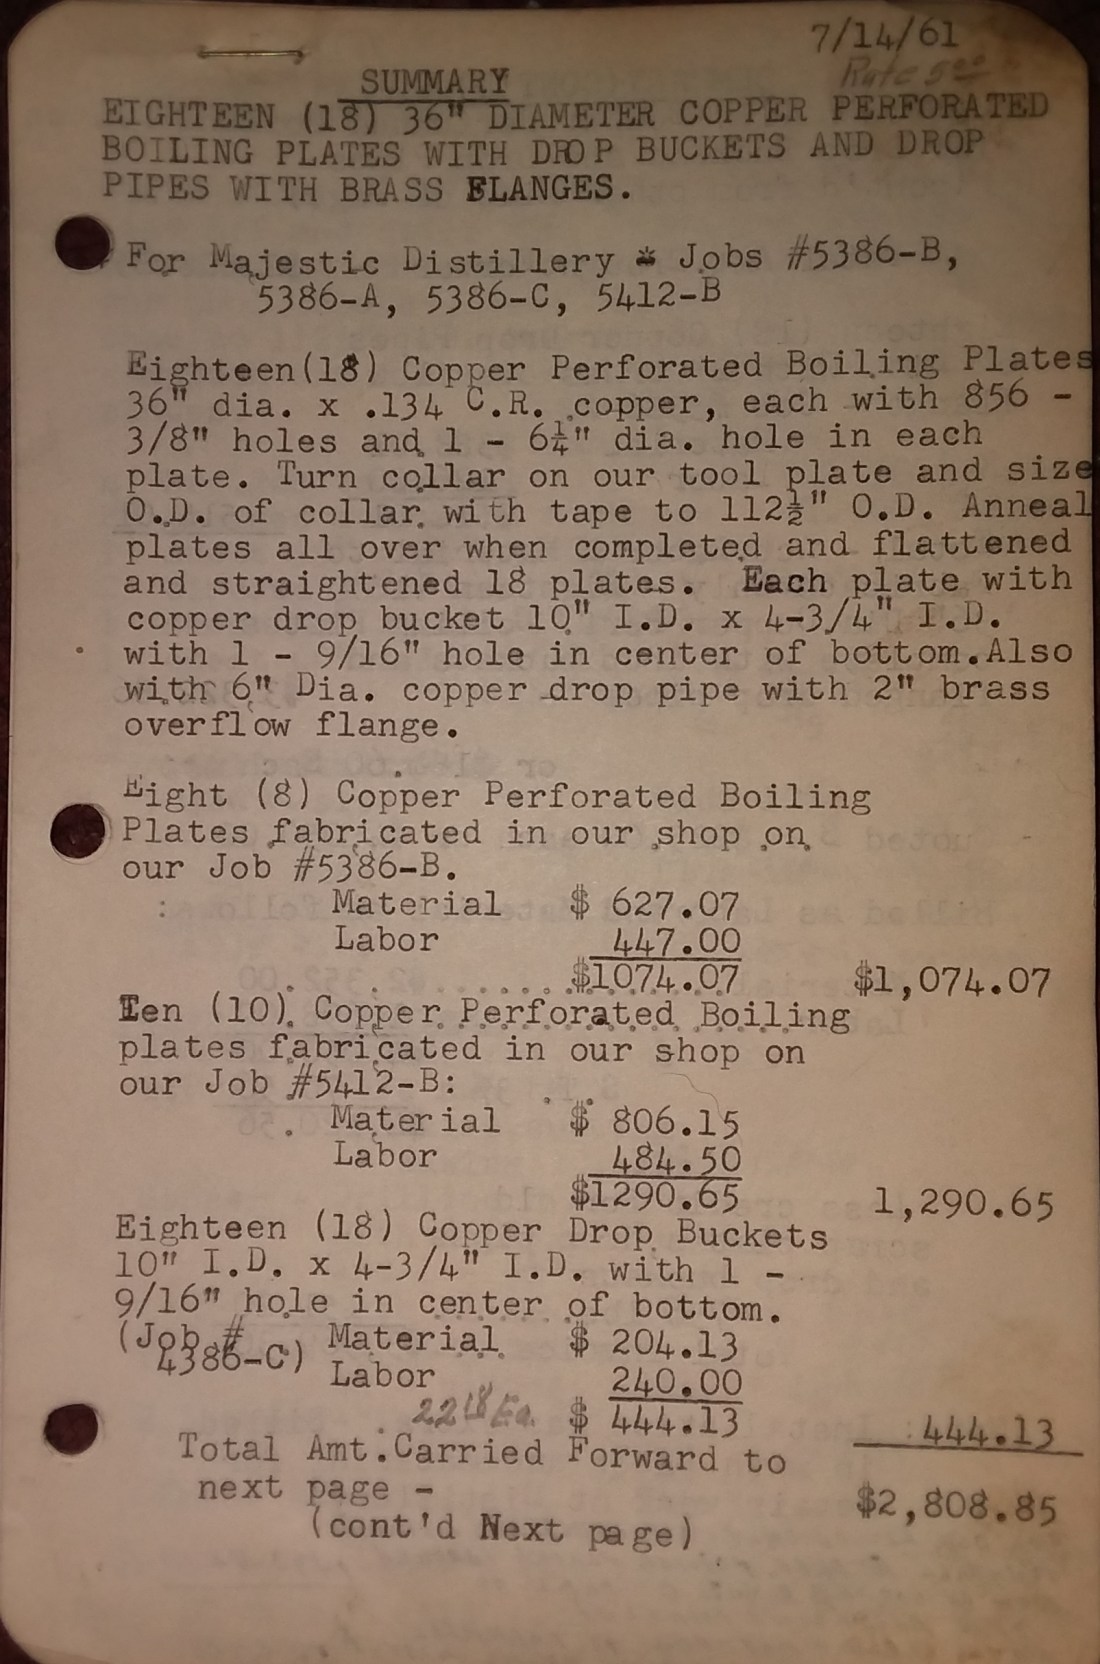 7/14/61
Rate 5.00
SUMMARY
EIGHTEEN (18) 36" DIAMETER COPPER PERFORATED
BOILING PLATES WITH DROP BUCKETS AND DROP
PIPES WITH BRASS FLANGES.
For Majestic Distillery * Jobs #5386-B,
5386-A, 5386-C, 5412-B
Eighteen(18) Copper Perforated Boiling Plates
36" dia. x .134 C.R. copper, each with 856 -
3/8" holes and 1 - 6¼" dia. hole in each
plate. Turn collar on our tool plate and size
O.D. of collar with tape to 112½" O.D. Anneal
plates all over when completed and flattened
and straightened 18 plates. Each plate with
copper drop bucket 10" I.D. x 4-3/4" I.D.
with 1 - 9/16" hole in center of bottom.Also
with 6" Dia. copper drop pipe with 2" brass
overflow flange.
Eight (8) Copper Perforated Boiling
Plates fabricated in our shop on
our Job #5386-B.
Material $ 627.07
Labor 447.00
$1074.07 $1,074.07
Ten (10) Copper Perforated Boiling
plates fabricated in our shop on
our Job #5412-B:
Material $ 806.15
Labor 484.50
$1290.65 1,290.65
Eighteen (18) Copper Drop Buckets
10" I.D. x 4-3/4" I.D. with 1 -
9/16" hole in center of bottom.
(Job # Material $ 204.13
4386-C) Labor 240.00
22 18 Ea. $ 444.13 444.13
Total Amt.Carried Forward to
next page - $2,808.85
(cont'd Next page)